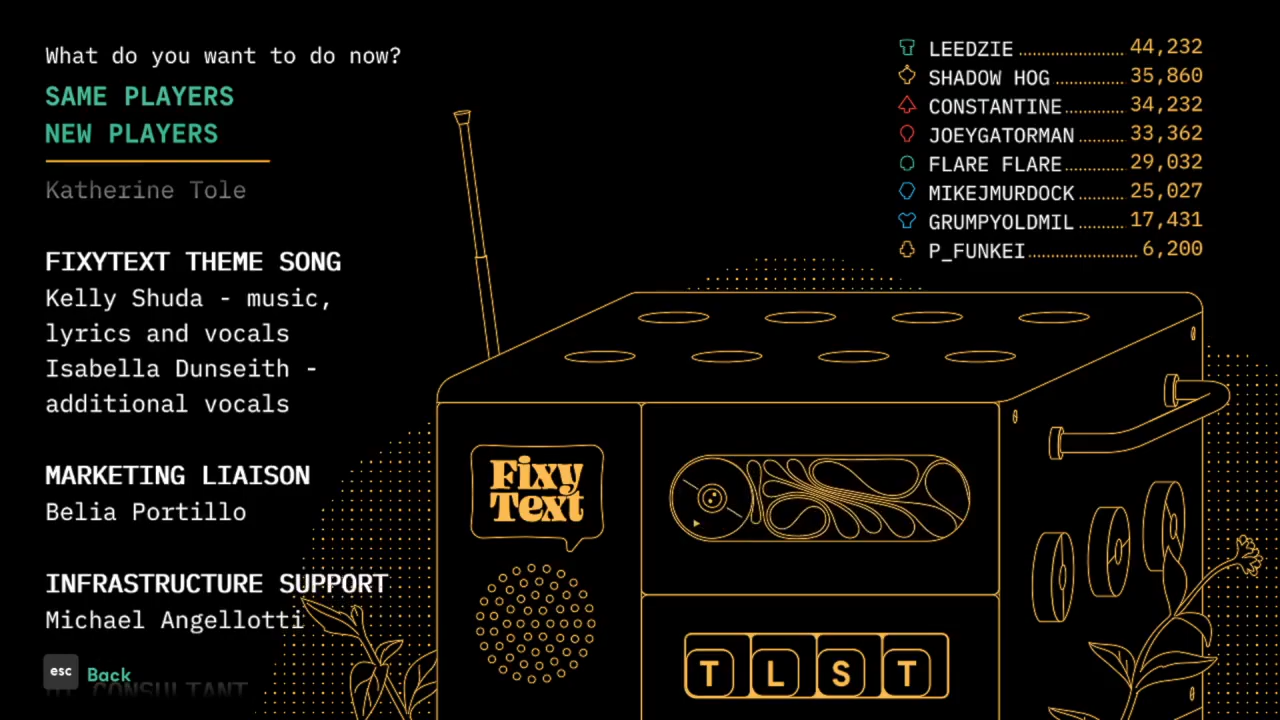 What do you want to do now?
SAME PLAYERS
NEW PLAYERS
Katherine Tole
FIXYTEXT THEME SONG
Kelly Shuda - music,
lyrics and vocals
Isabella Dunseith -
additional vocals
MARKETING LIAISON
Belia Portillo
INFRASTRUCTURE SUPPORT
Michael Angellotti
esc Back
CONSULTANT
LEEDZIE 44,232
SHADOW HOG 35,860
CONSTANTINE 34,232
JOEYGATORMAN 33,362
FLARE FLARE 29,032
MIKEJMURDOCK 25,027
GRUMPYOLDMIL 17,431
P_FUNKEI 6,200
Fixy
Text
T L S T